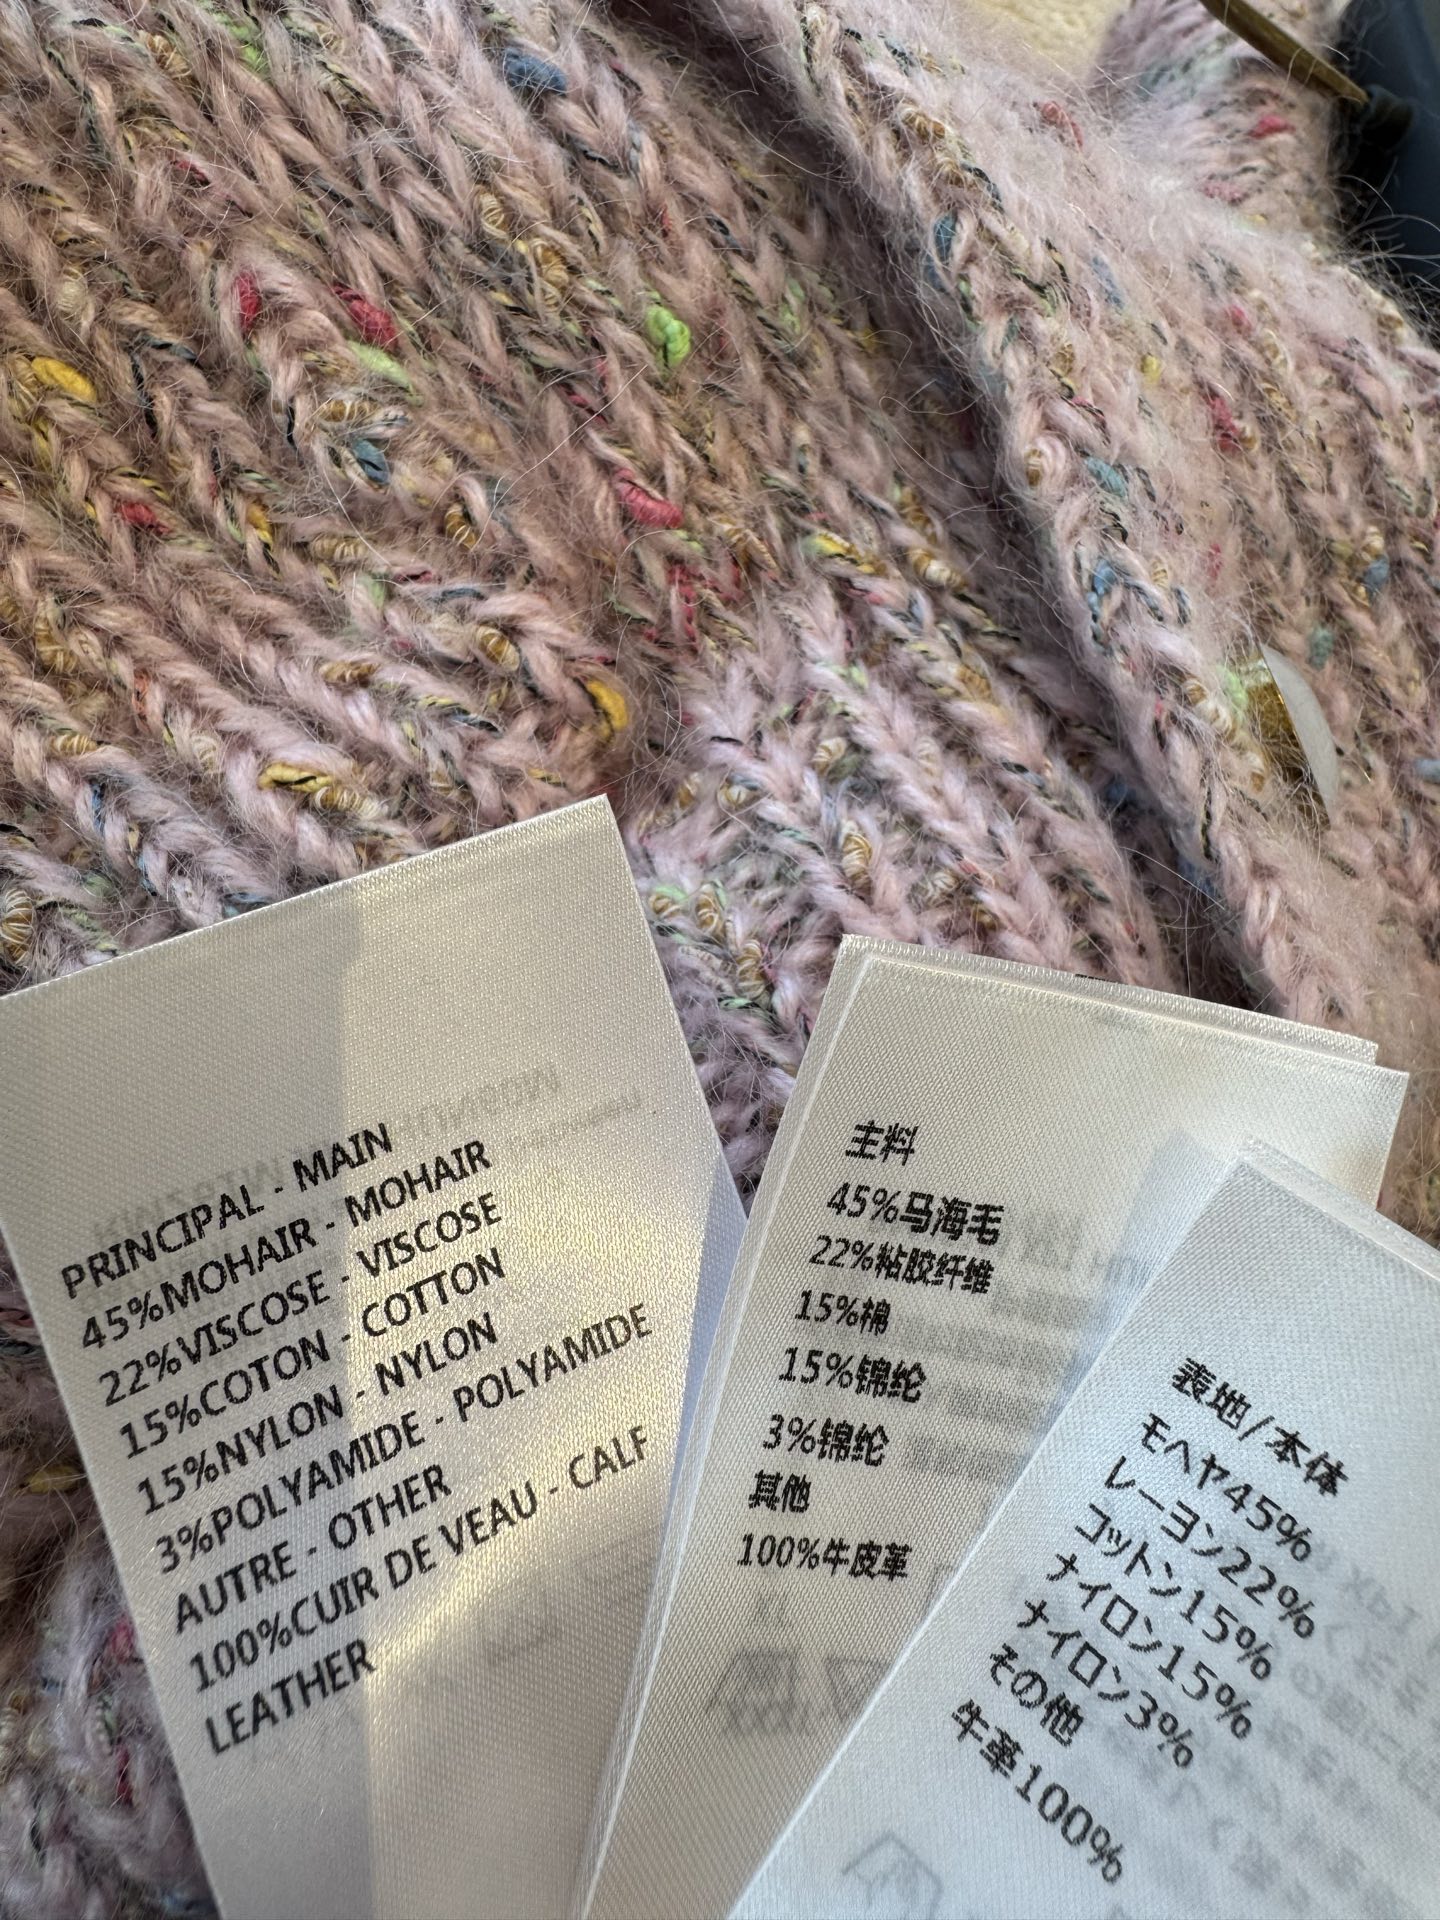 PRINCIPAL - MAIN
45%MOHAIR - MOHAIR
22%VISCOSE - VISCOSE
15%COTON - COTTON
15%NYLON - NYLON
3%POLYAMIDE - POLYAMIDE
AUTRE - OTHER
100%CUIR DE VEAU - CALF
LEATHER
主料
45%马海毛
22%粘胶纤维
15%棉
15%锦纶
3%锦纶
其他
100%牛皮革
表地/本体
モヘヤ45%
レーヨン22%
コットン15%
ナイロン15%
ナイロン3%
その他
牛革100%